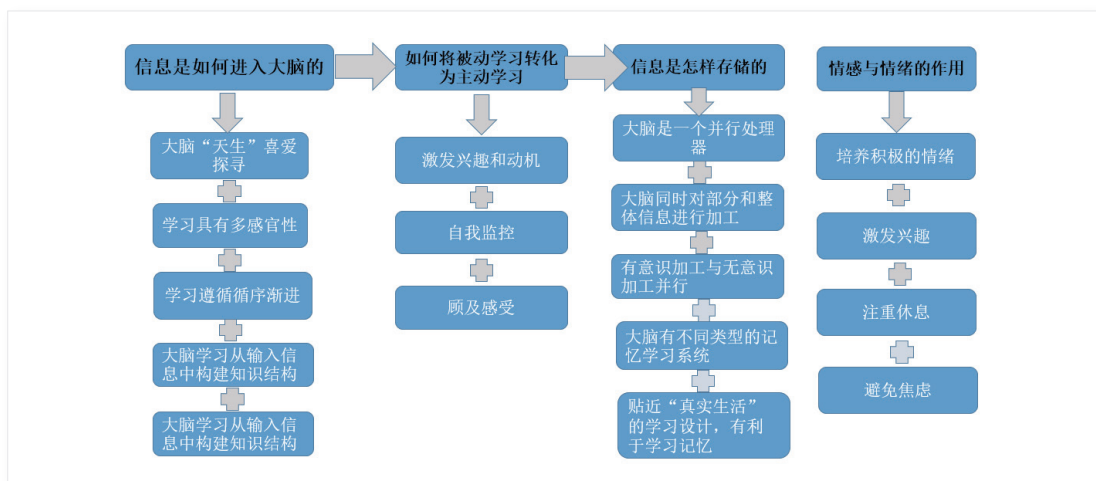 信息是如何进入大脑的
大脑“天生”喜爱
探寻
学习具有多感官性
学习遵循循序渐进
大脑学习从输入信
息中构建知识结构
大脑学习从输入信
息中构建知识结构
如何将被动学习转化
为主动学习
激发兴趣和动机
自我监控
顾及感受
信息是怎样存储的
大脑是一个并行处理
器
大脑同时对部分和整
体信息进行加工
有意识加工与无意识
加工并行
大脑有不同类型的记
忆学习系统
贴近“真实生活”
的学习设计，有利
于学习记忆
情感与情绪的作用
培养积极的情绪
激发兴趣
注重休息
避免焦虑